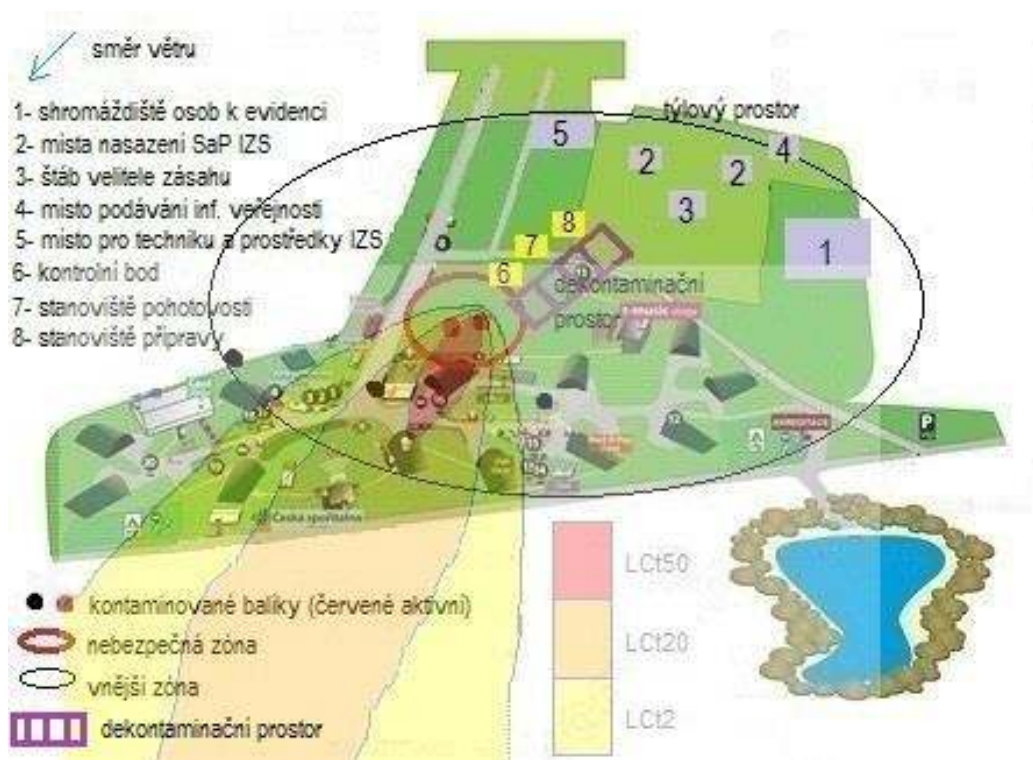 směr větru
1- shromáždiště osob k evidenci
2- místa nasazení SaP IZS
3- štáb velitele zásahu
4- místo podávání inf. veřejnosti
5- místo pro techniku a prostředky IZS
6- kontrolní bod
7- stanoviště pohotovosti
8- stanoviště přípravy
týlový prostor
5
2
2
4
3
1
8
7
6
dekontaminační
prostor
P
Česká spořitelna
kontaminované balíky (červené aktivní)
nebezpečná zóna
vnější zóna
dekontaminační prostor
LCt50
LCt20
LCt2